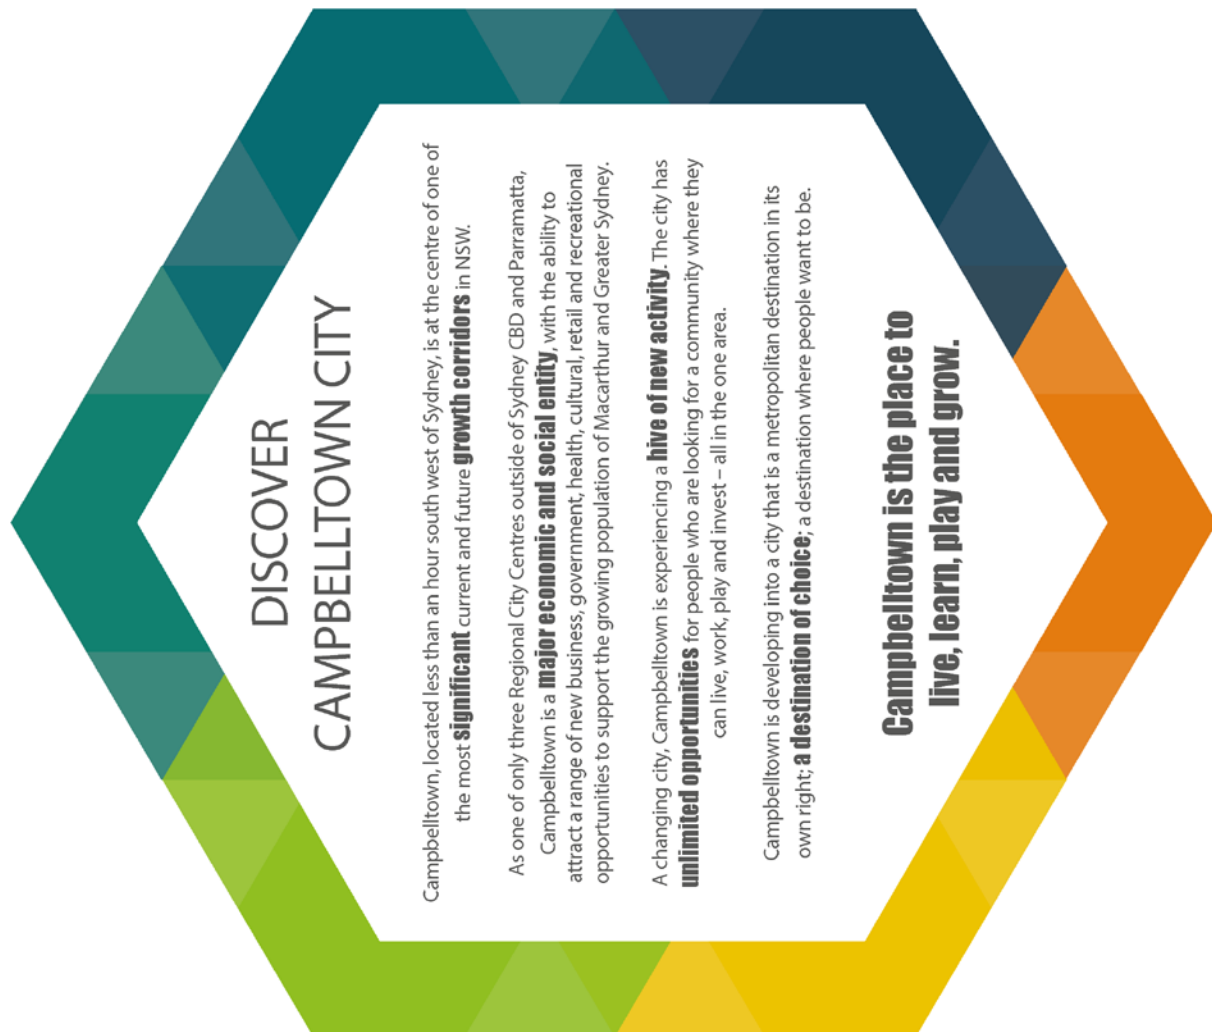 DISCOVER
CAMPBELLTOWN CITY
Campbelltown, located less than an hour south west of Sydney, is at the centre of one of
the most significant current and future growth corridors in NSW.
As one of only three Regional City Centres outside of Sydney CBD and Parramatta,
Campbelltown is a major economic and social entity, with the ability to
attract a range of new business, government, health, cultural, retail and recreational
opportunities to support the growing population of Macarthur and Greater Sydney.
A changing city, Campbelltown is experiencing a hive of new activity. The city has
unlimited opportunities for people who are looking for a community where they
can live, work, play and invest – all in the one area.
Campbelltown is developing into a city that is a metropolitan destination in its
own right; a destination of choice; a destination where people want to be.
Campbelltown is the place to
live, learn, play and grow.